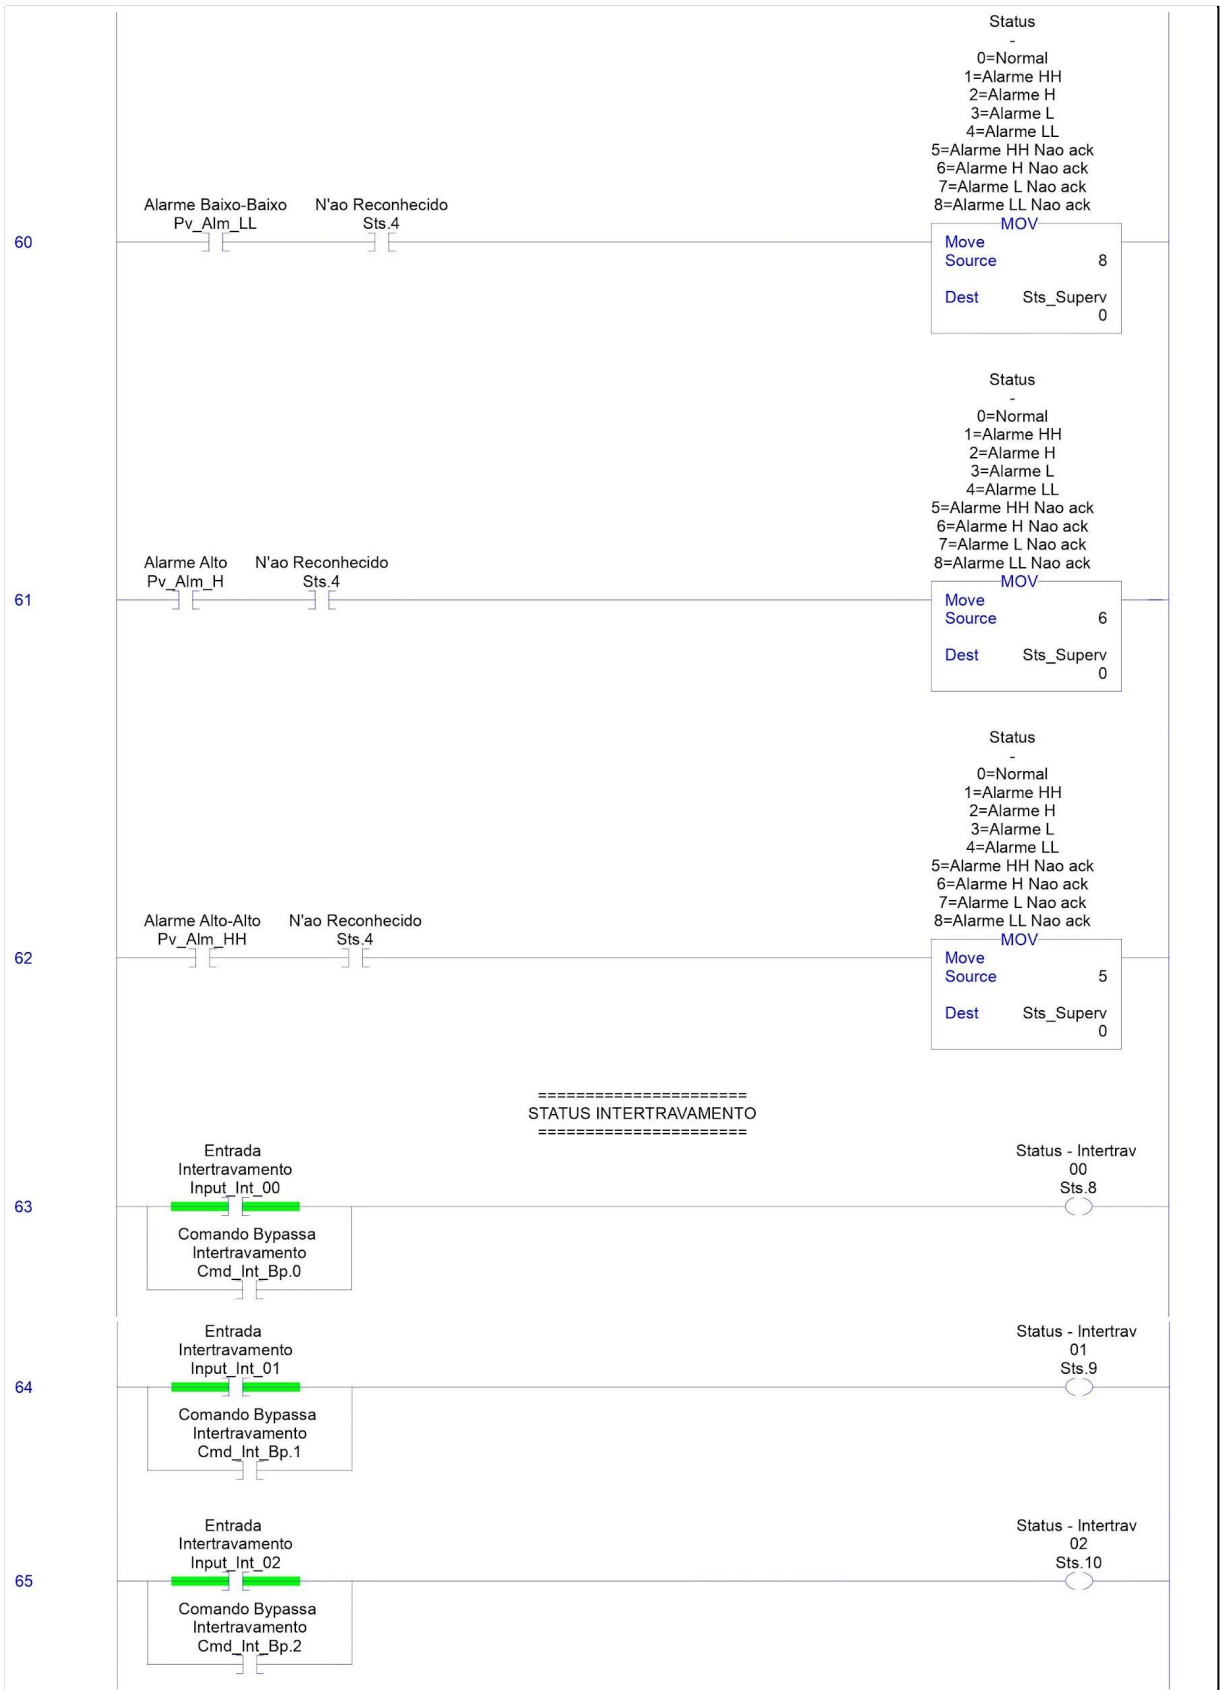 Status
-
0=Normal
1=Alarme HH
2=Alarme H
3=Alarme L
4=Alarme LL
5=Alarme HH Nao ack
6=Alarme H Nao ack
7=Alarme L Nao ack
8=Alarme LL Nao ack
Alarme Baixo-Baixo
Pv_Alm_LL
N'ao Reconhecido
Sts.4
60
MOV
Move
Source 8
Dest Sts_Superv
0
Status
-
0=Normal
1=Alarme HH
2=Alarme H
3=Alarme L
4=Alarme LL
5=Alarme HH Nao ack
6=Alarme H Nao ack
7=Alarme L Nao ack
8=Alarme LL Nao ack
Alarme Alto
Pv_Alm_H
N'ao Reconhecido
Sts.4
61
MOV
Move
Source 6
Dest Sts_Superv
0
Status
-
0=Normal
1=Alarme HH
2=Alarme H
3=Alarme L
4=Alarme LL
5=Alarme HH Nao ack
6=Alarme H Nao ack
7=Alarme L Nao ack
8=Alarme LL Nao ack
Alarme Alto-Alto
Pv_Alm_HH
N'ao Reconhecido
Sts.4
62
MOV
Move
Source 5
Dest Sts_Superv
0
======================
STATUS INTERTRAVAMENTO
======================
Entrada
Intertravamento
Input_Int_00
Status - Intertrav
00
Sts.8
63
Comando Bypassa
Intertravamento
Cmd_Int_Bp.0
Entrada
Intertravamento
Input_Int_01
Status - Intertrav
01
Sts.9
64
Comando Bypassa
Intertravamento
Cmd_Int_Bp.1
Entrada
Intertravamento
Input_Int_02
Status - Intertrav
02
Sts.10
65
Comando Bypassa
Intertravamento
Cmd_Int_Bp.2